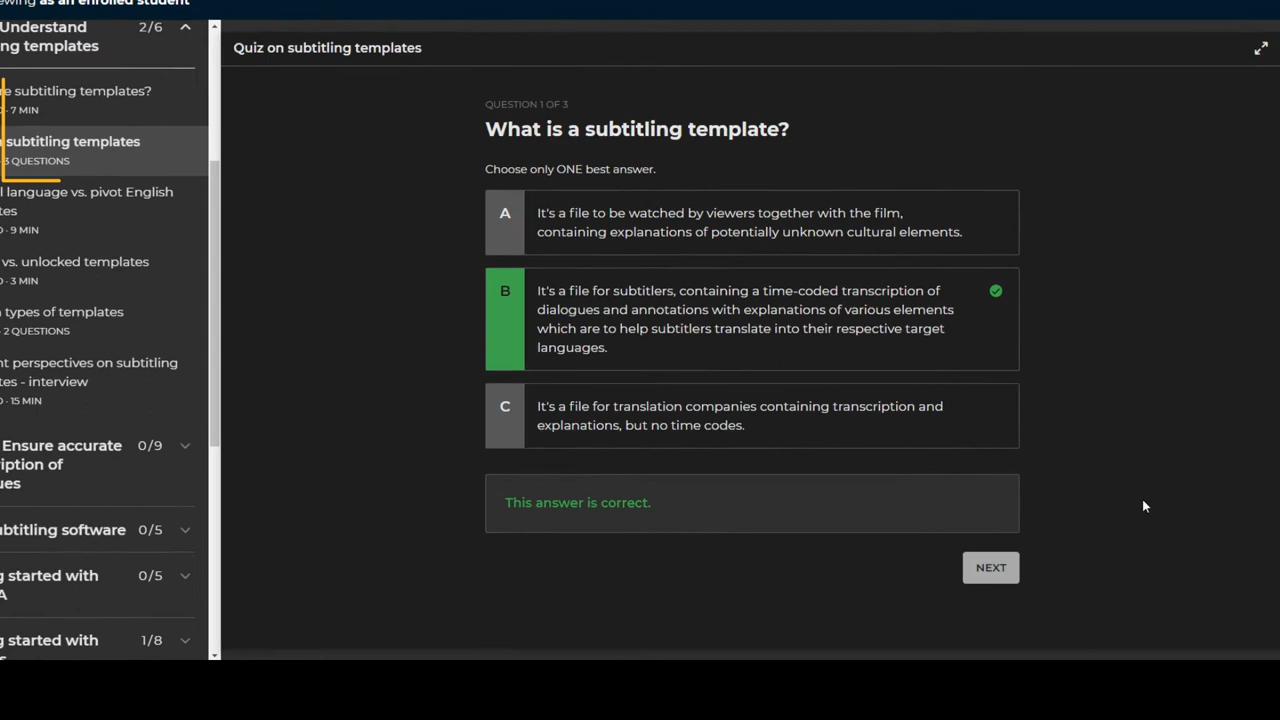 ewing as an enrolled student
Understand
ng templates
2/6
e subtitling templates?
7 MIN
subtitling templates
3 QUESTIONS
l language vs. pivot English
tes
9 MIN
vs. unlocked templates
3 MIN
types of templates
2 QUESTIONS
nt perspectives on subtitling
tes - interview
15 MIN
Ensure accurate
ription of
ues
0/9
ubtitling software
0/5
g started with
A
0/5
g started with
1/8
Quiz on subtitling templates
QUESTION 1 OF 3
What is a subtitling template?
Choose only ONE best answer.
A
It's a file to be watched by viewers together with the film,
containing explanations of potentially unknown cultural elements.
B
It's a file for subtitlers, containing a time-coded transcription of
dialogues and annotations with explanations of various elements
which are to help subtitlers translate into their respective target
languages.
C
It's a file for translation companies containing transcription and
explanations, but no time codes.
This answer is correct.
NEXT